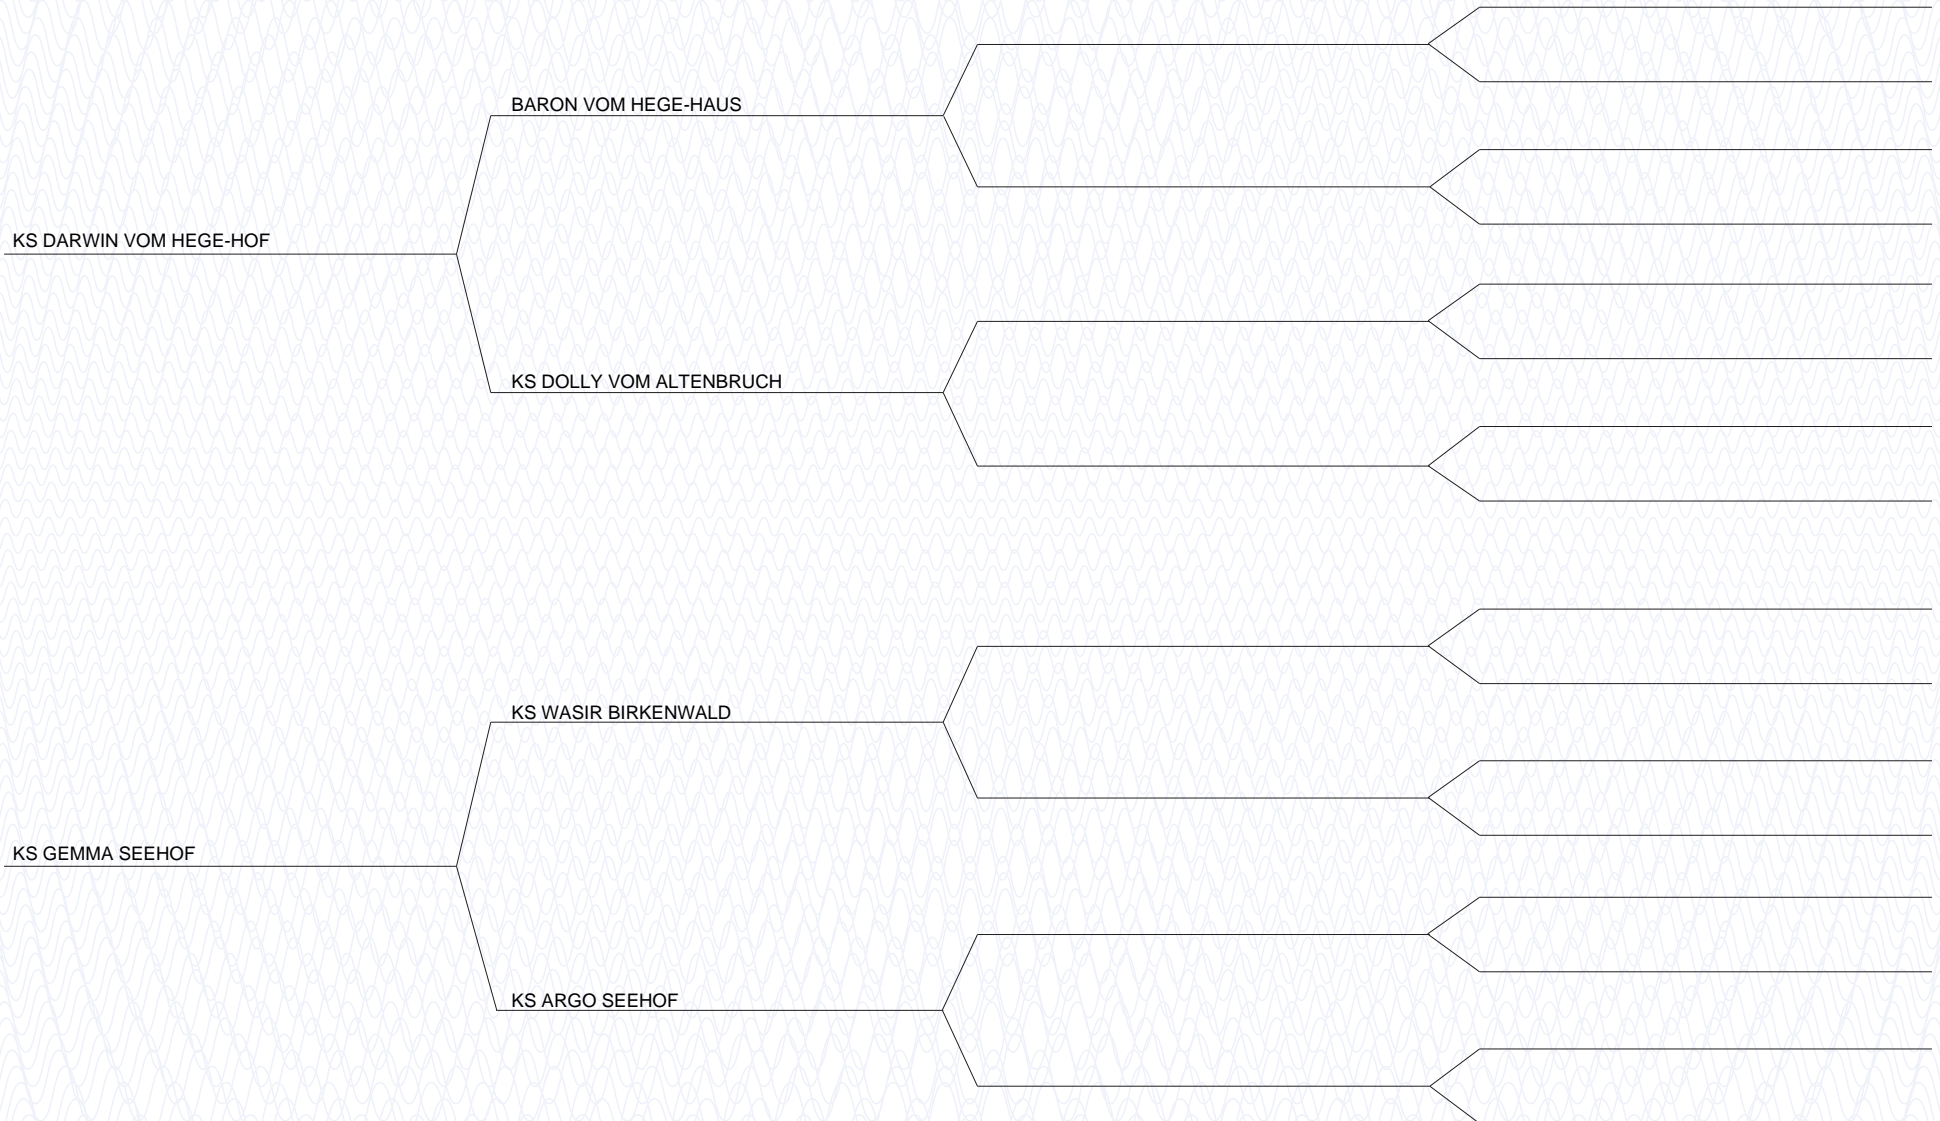 BARON VOM HEGE-HAUS
KS DARWIN VOM HEGE-HOF
KS DOLLY VOM ALTENBRUCH
KS WASIR BIRKENWALD
KS GEMMA SEEHOF
KS ARGO SEEHOF